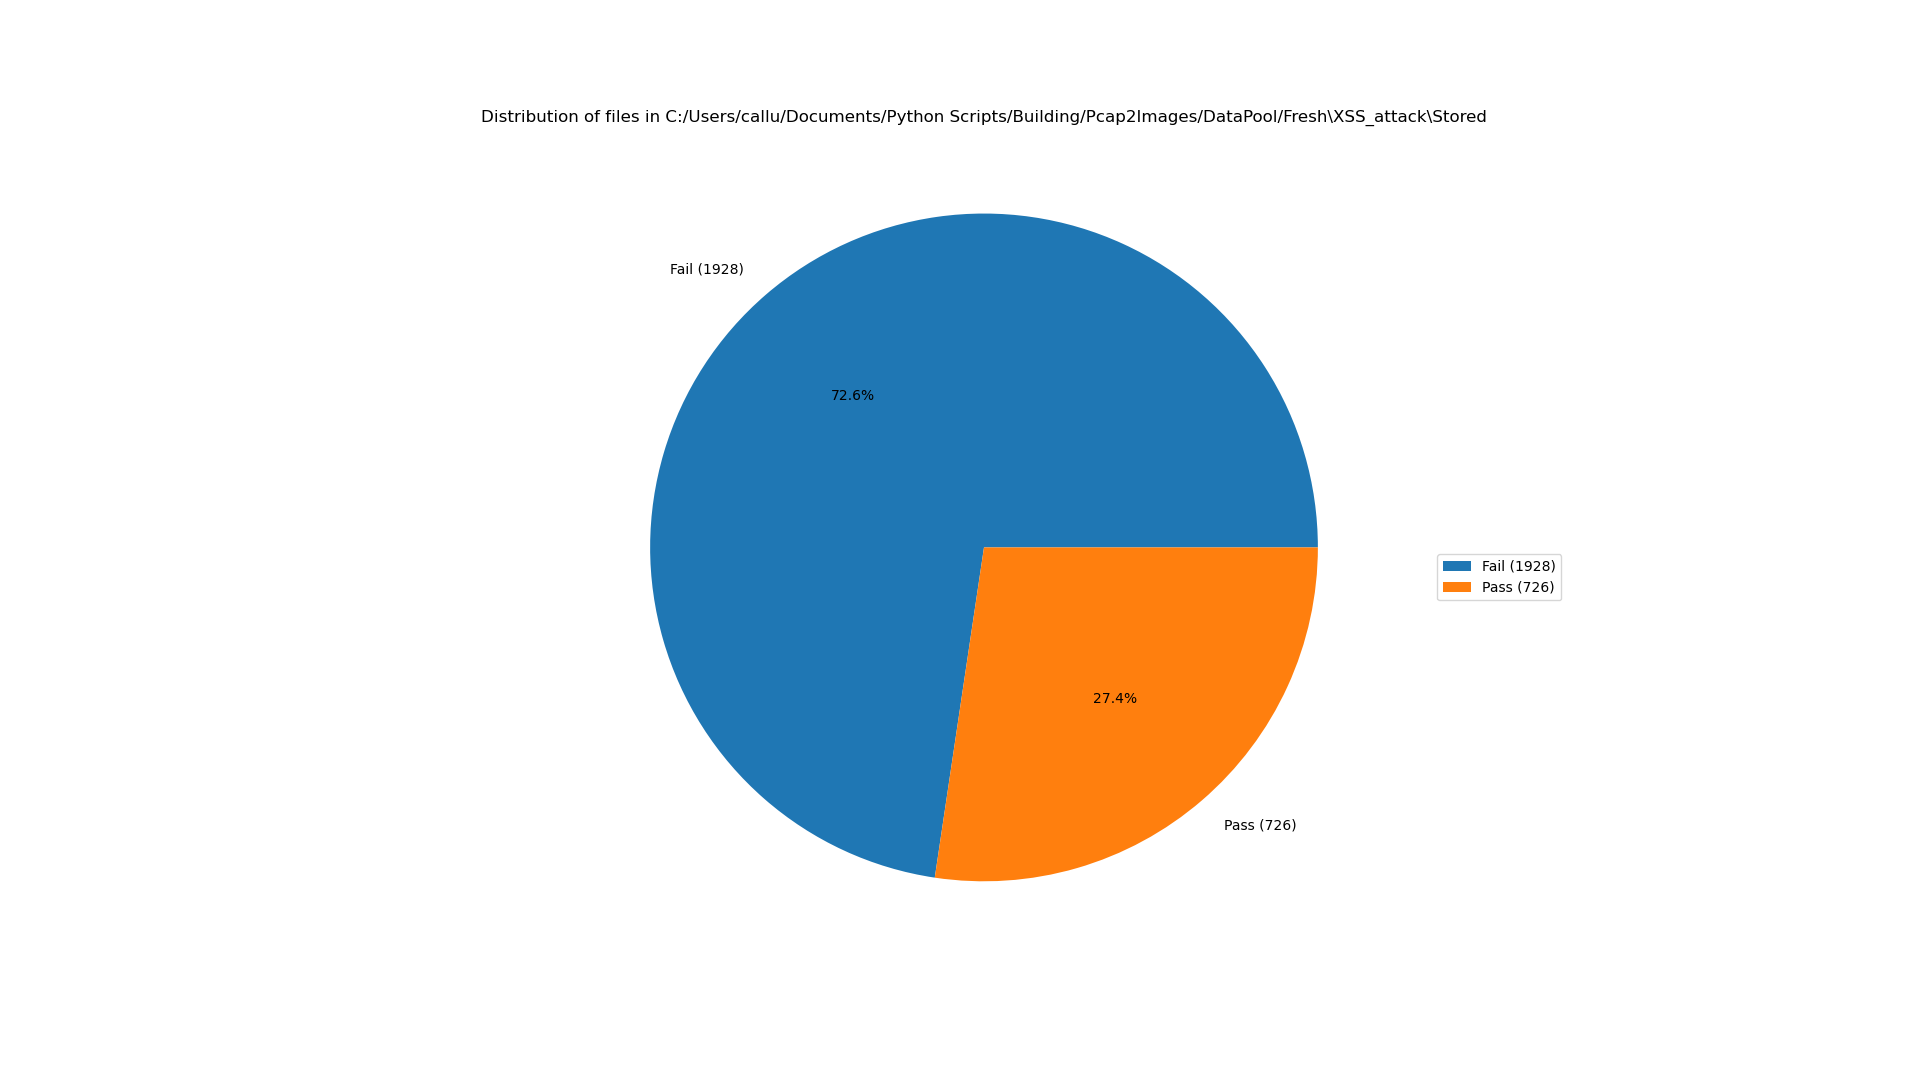 Distribution of files in C:/Users/callu/Documents/Python Scripts/Building/Pcap2Images/DataPool/Fresh\XSS_attack\Stored
Fail (1928)
72.6%
Fail (1928)
Pass (726)
27.4%
Pass (726)